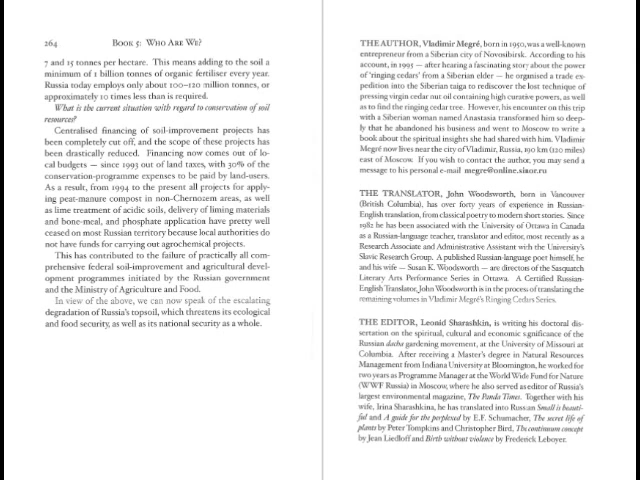 264 BOOK 5: WHO ARE WE?
7 and 15 tonnes per hectare. This means adding to the soil a
minimum of 1 billion tonnes of organic fertiliser every year.
Russia today employs only about 100–120 million tonnes, or
approximately 10 times less than is required.
What is the current situation with regard to conservation of soil
resources?
Centralised financing of soil-improvement projects has
been completely cut off, and the scope of these projects has
been drastically reduced. Financing now comes out of lo-
cal budgets — since 1993 out of land taxes, with 30% of the
conservation-programme expenses to be paid by land-users.
As a result, from 1994 to the present all projects for apply-
ing peat-manure compost in non-Chernozem areas, as well
as lime treatment of acidic soils, delivery of liming materials
and bone-meal, and phosphate application have pretty well
ceased on most Russian territory because local authorities do
not have funds for carrying out agrochemical projects.
This has contributed to the failure of practically all com-
prehensive federal soil-improvement and agricultural devel-
opment programmes initiated by the Russian government
and the Ministry of Agriculture and Food.
In view of the above, we can now speak of the escalating
degradation of Russia's topsoil, which threatens its ecological
and food security, as well as its national security as a whole.
THE AUTHOR, Vladimir Megré, born in 1950, was a well-known
entrepreneur from a Siberian city of Novosibirsk. According to his
account, in 1995 — after hearing a fascinating story about the power
of 'ringing cedars' from a Siberian elder — he organised a trade ex-
pedition into the Siberian taiga to rediscover the lost technique of
pressing virgin cedar nut oil containing high curative powers, as well
as to find the ringing cedar tree. However, his encounter on this trip
with a Siberian woman named Anastasia transformed him so deep-
ly that he abandoned his business and went to Moscow to write a
book about the spiritual insights she had shared with him. Vladimir
Megré now lives near the city of Vladimir, Russia, 190 km (120 miles)
east of Moscow. If you wish to contact the author, you may send a
message to his personal e-mail megre@online.sinor.ru
THE TRANSLATOR, John Woodsworth, born in Vancouver
(British Columbia), has over forty years of experience in Russian-
English translation, from classical poetry to modern short stories. Since
1982 he has been associated with the University of Ottawa in Canada
as a Russian-language teacher, translator and editor, most recently as a
Research Associate and Administrative Assistant with the University's
Slavic Research Group. A published Russian-language poet himself, he
and his wife — Susan K. Woodsworth — are directors of the Sasquatch
Literary Arts Performance Series in Ottawa. A Certified Russian-
English Translator, John Woodsworth is in the process of translating the
remaining volumes in Vladimir Megré's Ringing Cedars Series.
THE EDITOR, Leonid Sharashkin, is writing his doctoral dis-
sertation on the spiritual, cultural and economic significance of the
Russian dacha gardening movement, at the University of Missouri at
Columbia. After receiving a Master's degree in Natural Resources
Management from Indiana University at Bloomington, he worked for
two years as Programme Manager at the World Wide Fund for Nature
(WWF Russia) in Moscow, where he also served as editor of Russia's
largest environmental magazine, The Panda Times. Together with his
wife, Irina Sharashkina, he has translated into Russian Small is beauti-
ful and A guide for the perplexed by E.F. Schumacher, The secret life of
plants by Peter Tompkins and Christopher Bird, The continuum concept
by Jean Liedloff and Birth without violence by Frederick Leboyer.